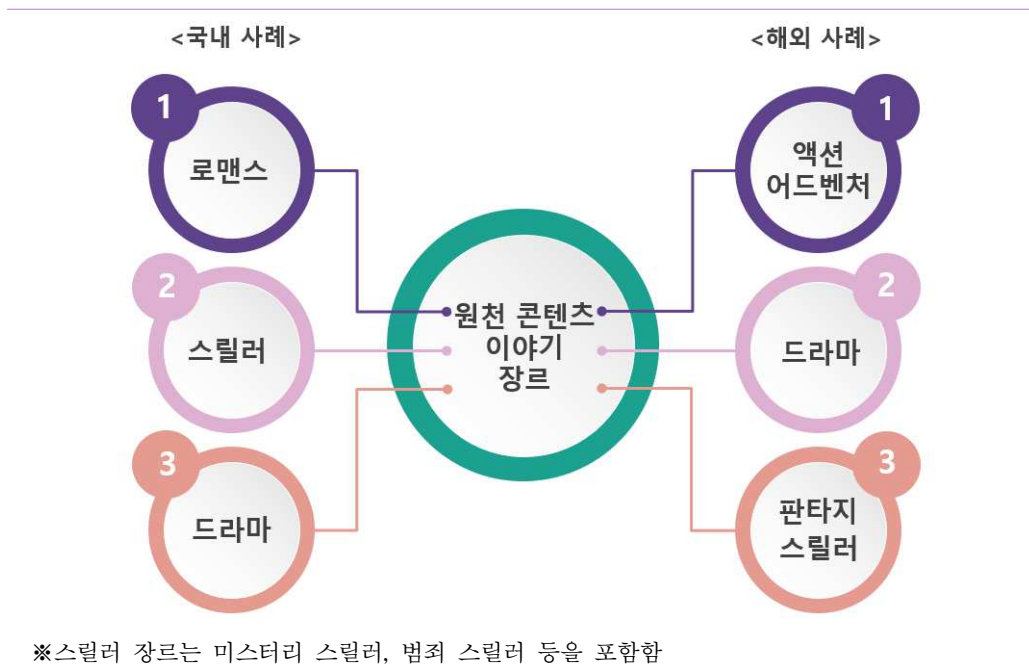 <국내 사례>
<해외 사례>
1
로맨스
2
스릴러
3
드라마
원천 콘텐츠
이야기
장르
1
액션
어드벤처
2
드라마
3
판타지
스릴러
※스릴러 장르는 미스터리 스릴러, 범죄 스릴러 등을 포함함